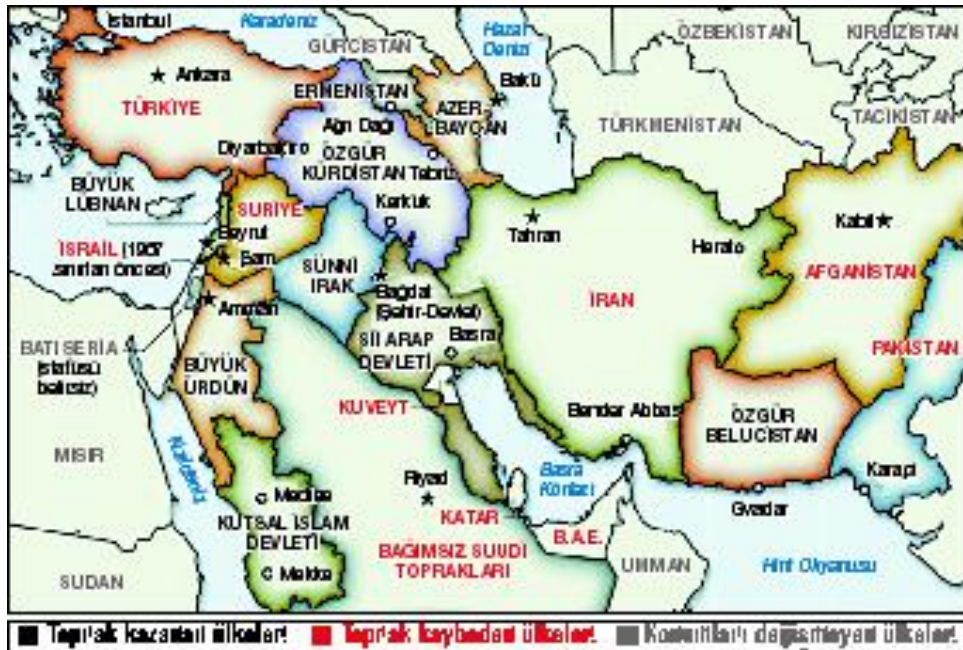 İstanbul
Karadeniz
Hazar
Denizi
GÜRCİSTAN
ÖZBEKİSTAN
KIRGIZİSTAN
Ankara
TÜRKİYE
ERMENİSTAN
AZER-
BAYCAN
Bakü
TÜRKMENİSTAN
TACİKİSTAN
Ağrı Dağı
Diyarbakır
ÖZGÜR
KÜRDİSTAN
Tebriz
BÜYÜK
LÜBNAN
SURİYE
Kerkük
Tahran
Herat
Kabil
Beyrut
İSRAİL (1967
sınırları öncesi)
Şam
SÜNNİ
IRAK
AFGANİSTAN
İRAN
Amman
Bağdat
(Şehir-Devlet)
BATI ŞERİA
(statüsü
belirsiz)
BÜYÜK
ÜRDÜN
Basra
Şİİ ARAP
DEVLETİ
PAKİSTAN
KUVEYT
Bender Abbas
ÖZGÜR
BELUCİSTAN
MISIR
Kızıldeniz
Basra
Körfezi
Karaçi
Medine
Riyad
KATAR
Gvadar
KUTSAL İSLAM
DEVLETİ
B.A.E.
Mekke
BAĞIMSIZ SUUDİ
TOPRAKLARI
SUDAN
UMMAN
Hint Okyanusu
Toprak kazanan ülkeler
Toprak kaybeden ülkeler
Konumları değişmeyen ülkeler